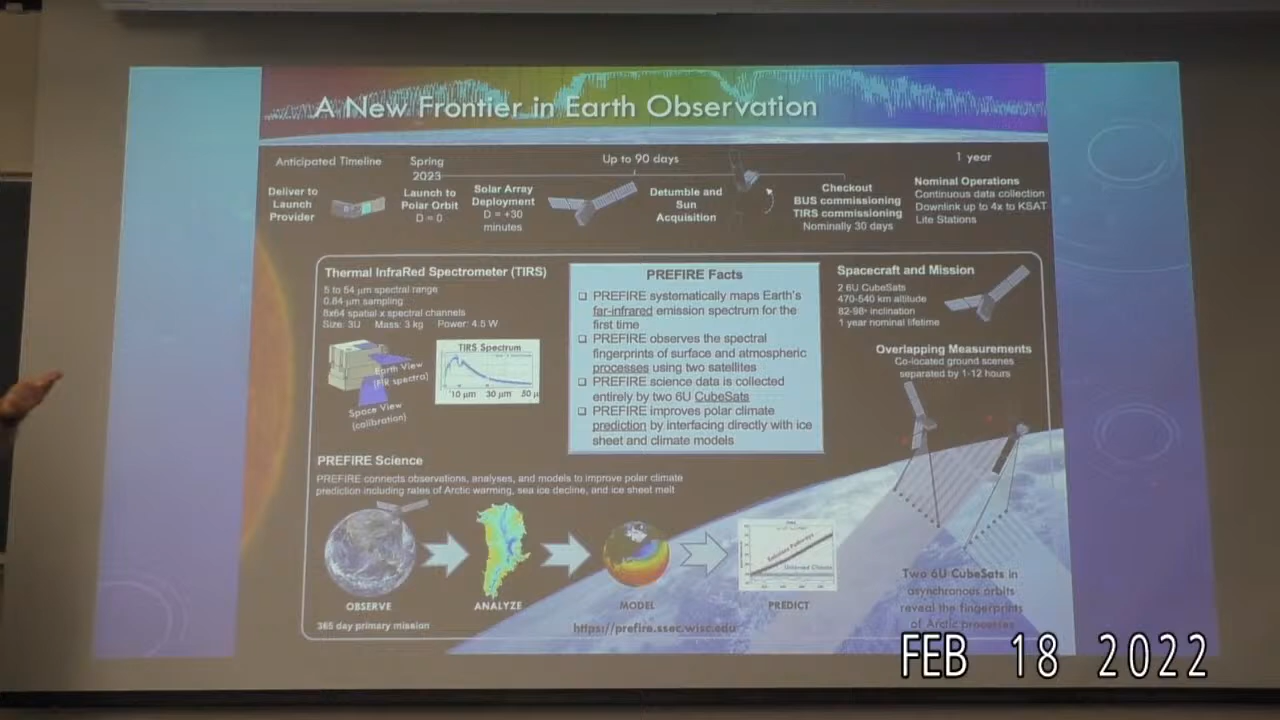 A New Frontier in Earth Observation
Anticipated Timeline
Spring
2023
Up to 90 days
1 year
Deliver to
Launch
Provider
Launch to
Polar Orbit
D = 0
Solar Array
Deployment
D = +30
minutes
Detumble and
Sun
Acquisition
Checkout
BUS commissioning
TIRS commissioning
Nominally 30 days
Nominal Operations
Continuous data collection
Downlink up to 4x to KSAT
Lite Stations
Thermal InfraRed Spectrometer (TIRS)
5 to 54 μm spectral range
0.84 μm sampling
8x64 spatial x spectral channels
Size: 3U Mass: 3 kg Power: 4.5 W
Earth View
(FIR spectra)
Space View
(calibration)
TIRS Spectrum
10 μm 30 μm 50 μ
PREFIRE Facts
❑ PREFIRE systematically maps Earth's
far-infrared emission spectrum for the
first time
❑ PREFIRE observes the spectral
fingerprints of surface and atmospheric
processes using two satellites
❑ PREFIRE science data is collected
entirely by two 6U CubeSats
❑ PREFIRE improves polar climate
prediction by interfacing directly with ice
sheet and climate models
Spacecraft and Mission
2 6U CubeSats
470-540 km altitude
82-98° inclination
1 year nominal lifetime
Overlapping Measurements
Co-located ground scenes
separated by 1-12 hours
PREFIRE Science
PREFIRE connects observations, analyses, and models to improve polar climate
prediction including rates of Arctic warming, sea ice decline, and ice sheet melt
OBSERVE
ANALYZE
MODEL
PREDICT
365 day primary mission
https://prefire.ssec.wisc.edu
Two 6U CubeSats in
asynchronous orbits
reveal the fingerprints
of Arctic processes
FEB 18 2022